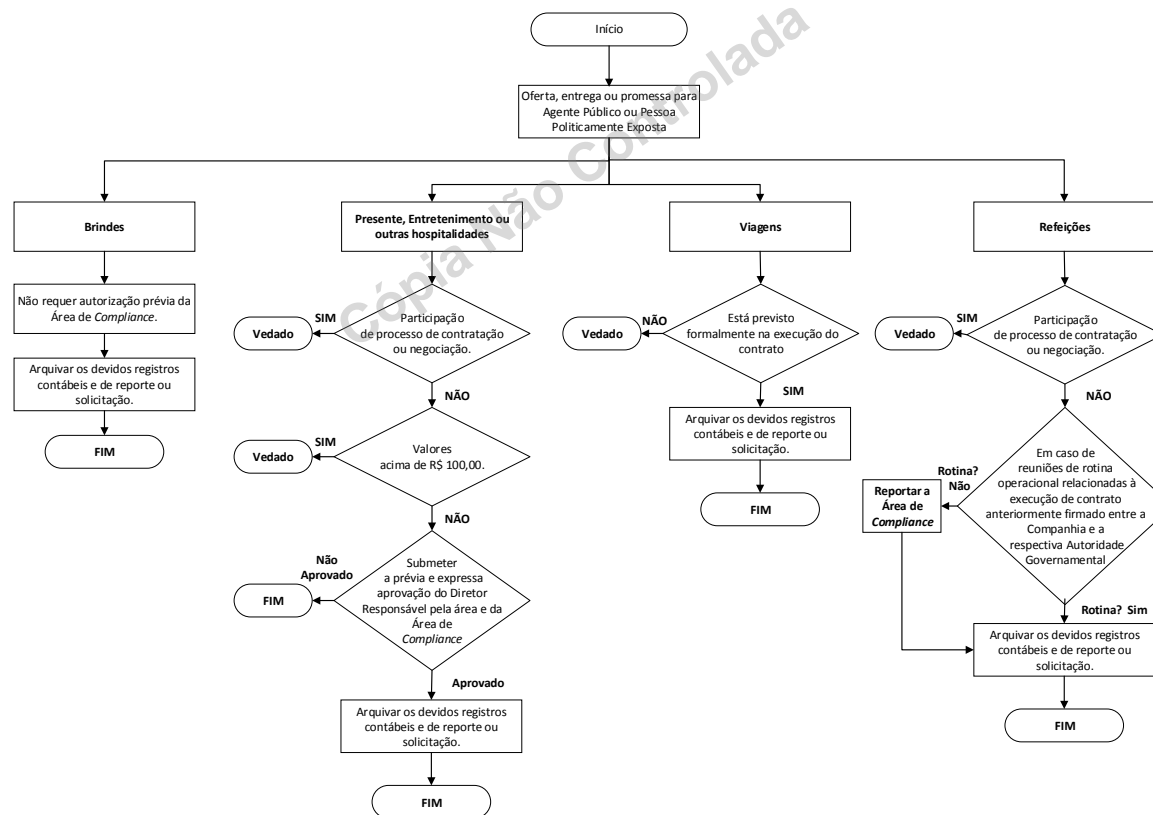 Início
Oferta, entrega ou promessa para
Agente Público ou Pessoa
Politicamente Exposta
Brindes
Não requer autorização prévia da
Área de Compliance.
Arquivar os devidos registros
contábeis e de reporte ou
solicitação.
FIM
Presente, Entretenimento ou
outras hospitalidades
Participação
de processo de contratação
ou negociação.
SIM
Vedado
NÃO
Valores
acima de R$ 100,00.
SIM
Vedado
NÃO
Submeter
a prévia e expressa
aprovação do Diretor
Responsável pela área e da
Área de
Compliance
Não
Aprovado
FIM
Aprovado
Arquivar os devidos registros
contábeis e de reporte ou
solicitação.
FIM
Viagens
Está previsto
formalmente na execução do
contrato
NÃO
Vedado
SIM
Arquivar os devidos registros
contábeis e de reporte ou
solicitação.
FIM
Refeições
Participação
de processo de contratação
ou negociação.
SIM
Vedado
NÃO
Em caso de
reuniões de rotina
operacional relacionadas à
execução de contrato
anteriormente firmado entre a
Companhia e a
respectiva Autoridade
Governamental
Rotina?
Não
Reportar a
Área de
Compliance
Rotina? Sim
Arquivar os devidos registros
contábeis e de reporte ou
solicitação.
FIM
Cópia Não Controlada